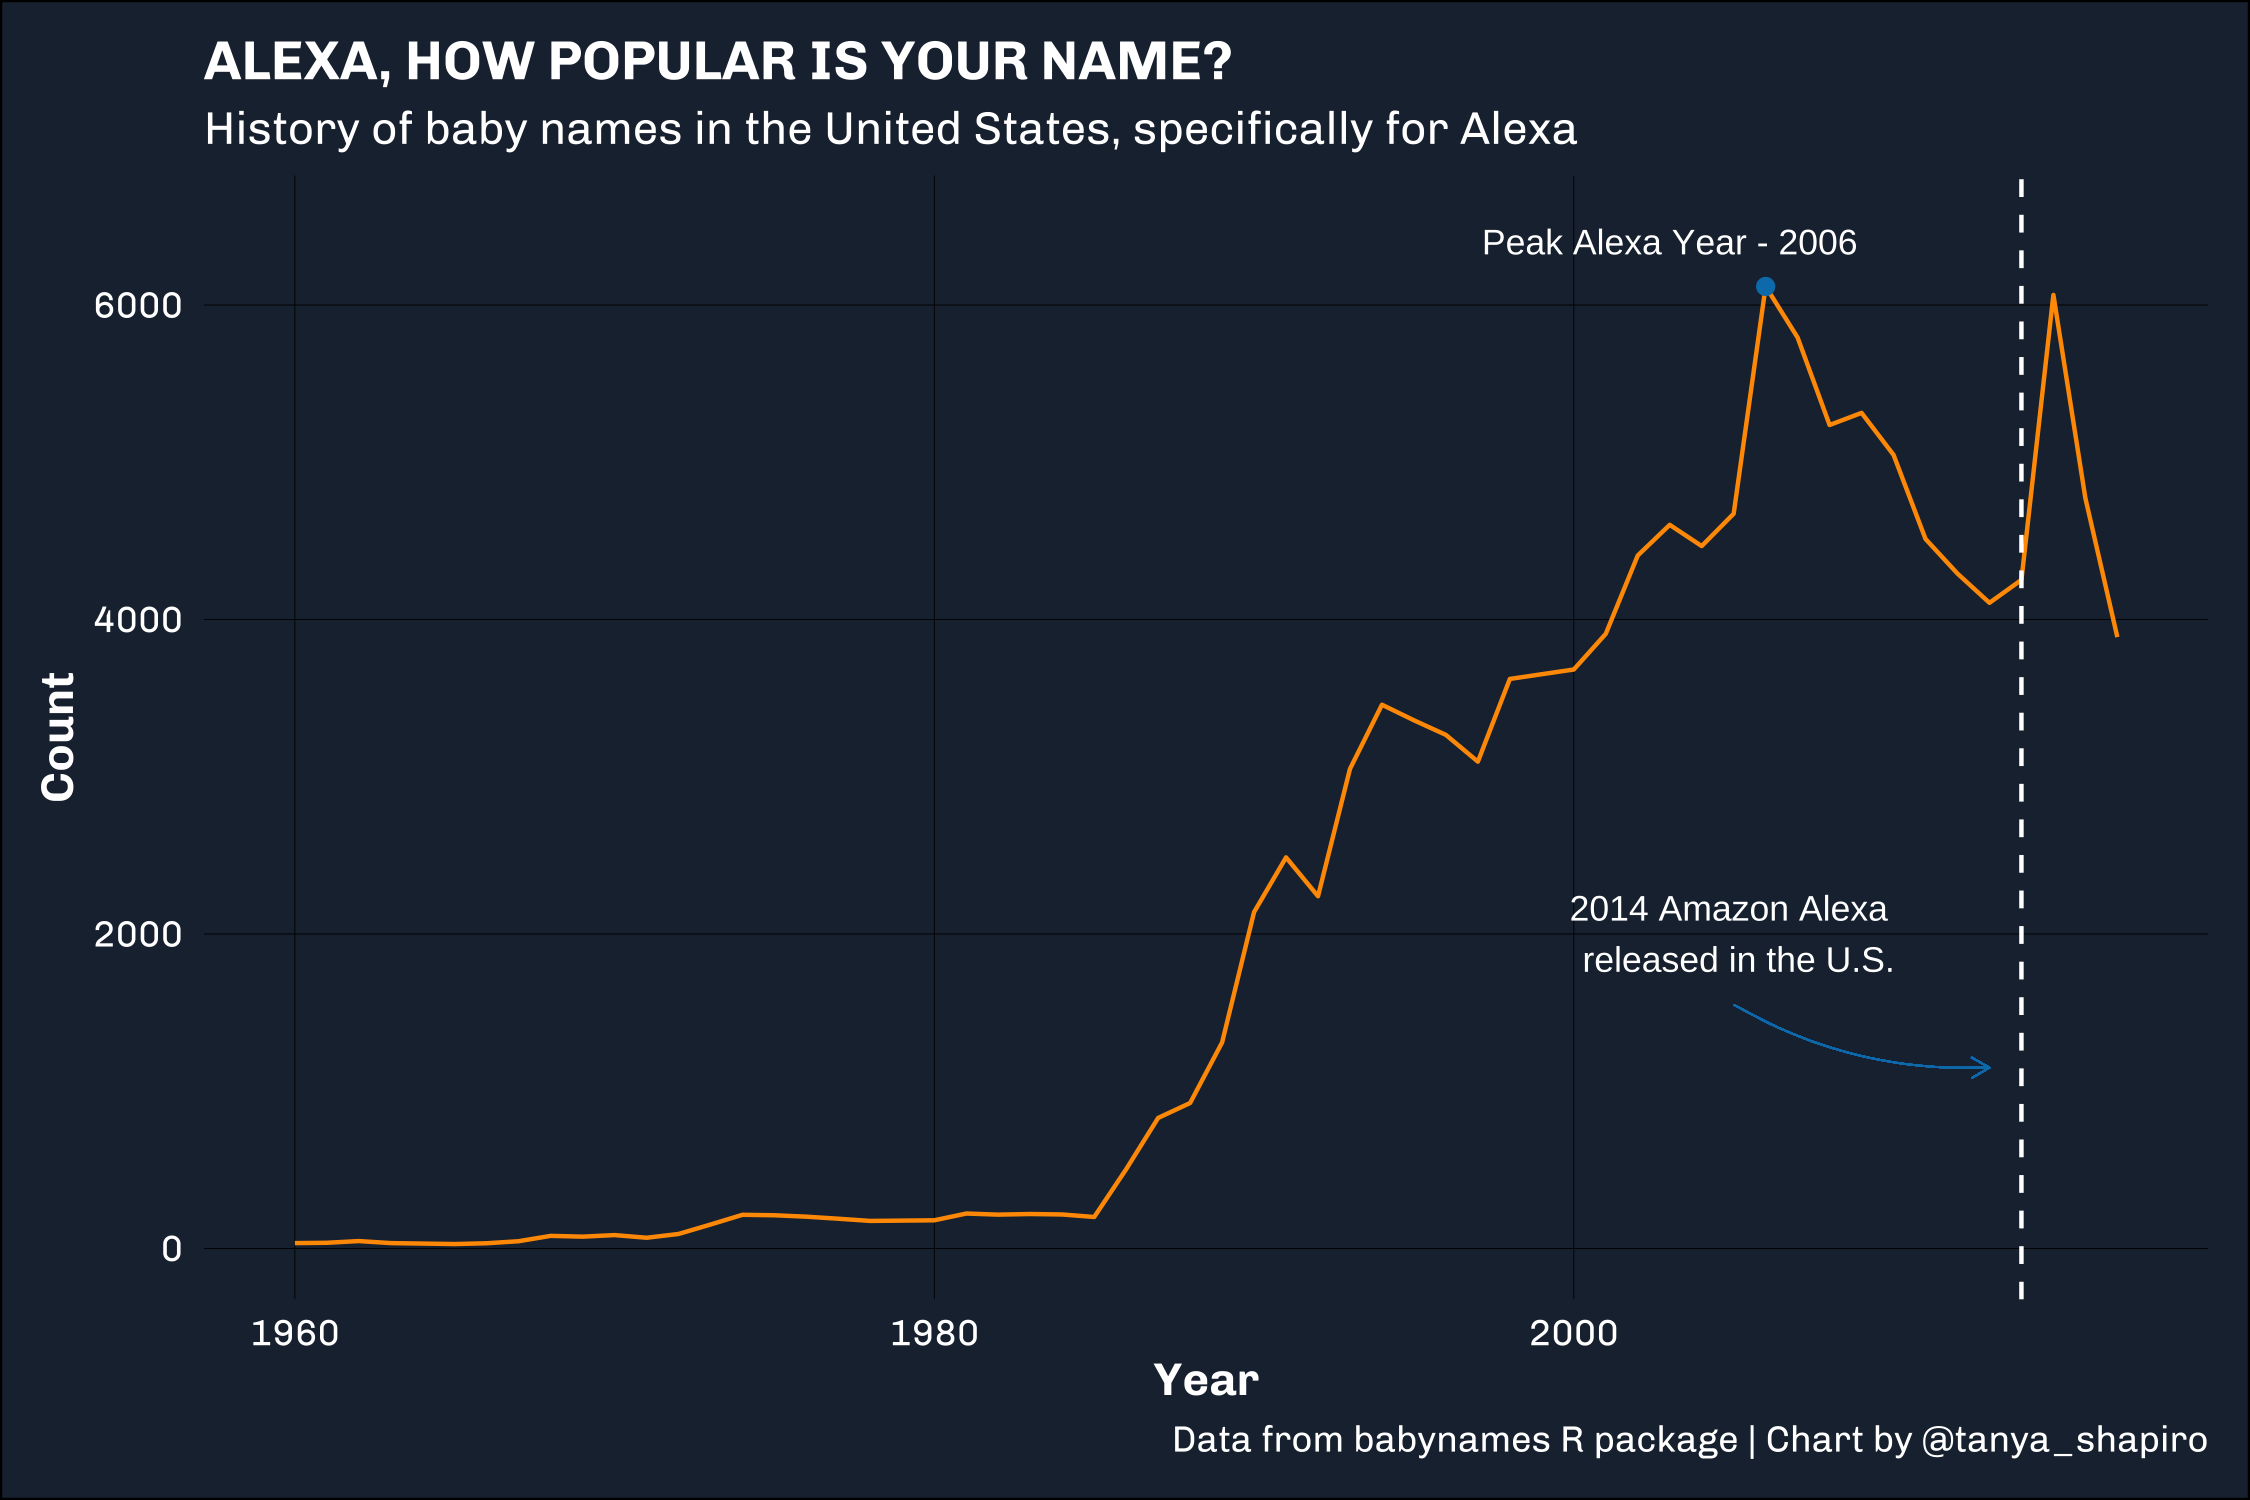 ALEXA, HOW POPULAR IS YOUR NAME?
History of baby names in the United States, specifically for Alexa
Peak Alexa Year - 2006
6000
4000
2000
0
Count
2014 Amazon Alexa
released in the U.S.
1960
1980
2000
Year
Data from babynames R package | Chart by @tanya_shapiro